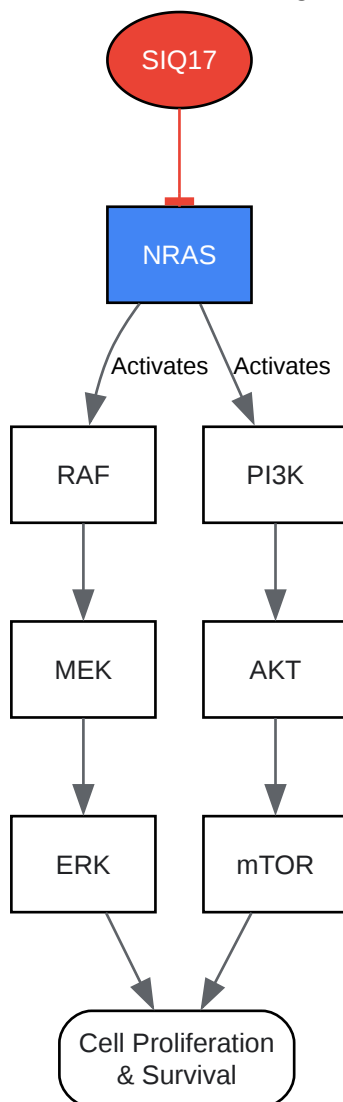 SIQ17
NRAS
Activates Activates
RAF PI3K
MEK AKT
ERK mTOR
Cell Proliferation
& Survival